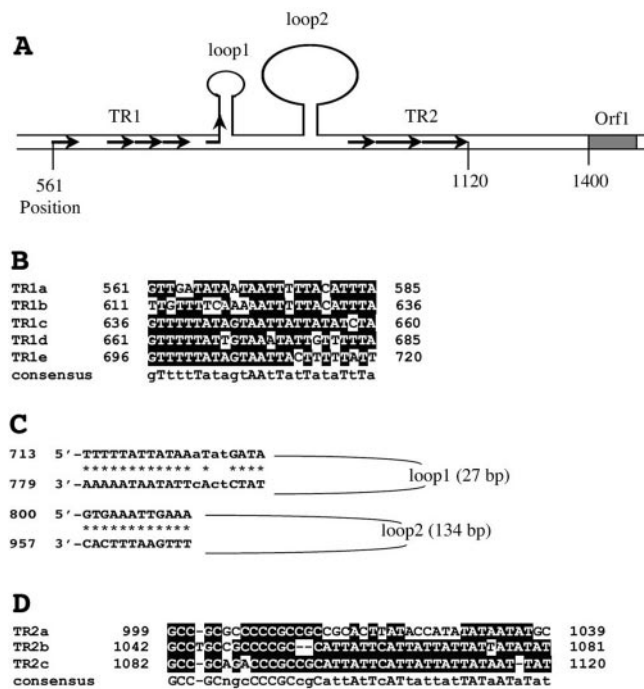 A
loop2
loop1
TR1 TR2 Orf1
561 1120 1400
Position
B
TR1a 561 GTTGATATAATAATTTTTACATTTA 585
TR1b 611 TTGTTTTCAAAAATTTTTACATTTA 636
TR1c 636 GTTTTTATAGTAATTATTATATCTA 660
TR1d 661 GTTTTTATTGTAAATATTGTTTTTA 685
TR1e 696 GTTTTTATAGTAATTACTTTTTATT 720
consensus gTtttTatagtAAtTatTataTtTa
C
713 5′-TTTTTATTATAAaTatGATA
************ * ****
779 3′-AAAAATAATATTcActCTAT
loop1 (27 bp)
800 5′-GTGAAATTGAAA
************
957 3′-CACTTTAAGTTT
loop2 (134 bp)
D
TR2a 999 GCC-GCGCCCCCGCCGCCGCACTTATACCATATATAATATGC 1039
TR2b 1042 GCCTGCCGCCCCGC--CATTATTCATTATTATTATTATATAT 1081
TR2c 1082 GCC-GCAGACCCGCCGCATTATTCATTATTATTATAAT-TAT 1120
consensus GCC-GCngcCCCGCCgCattAtTcAttattATTaTAaTaTat